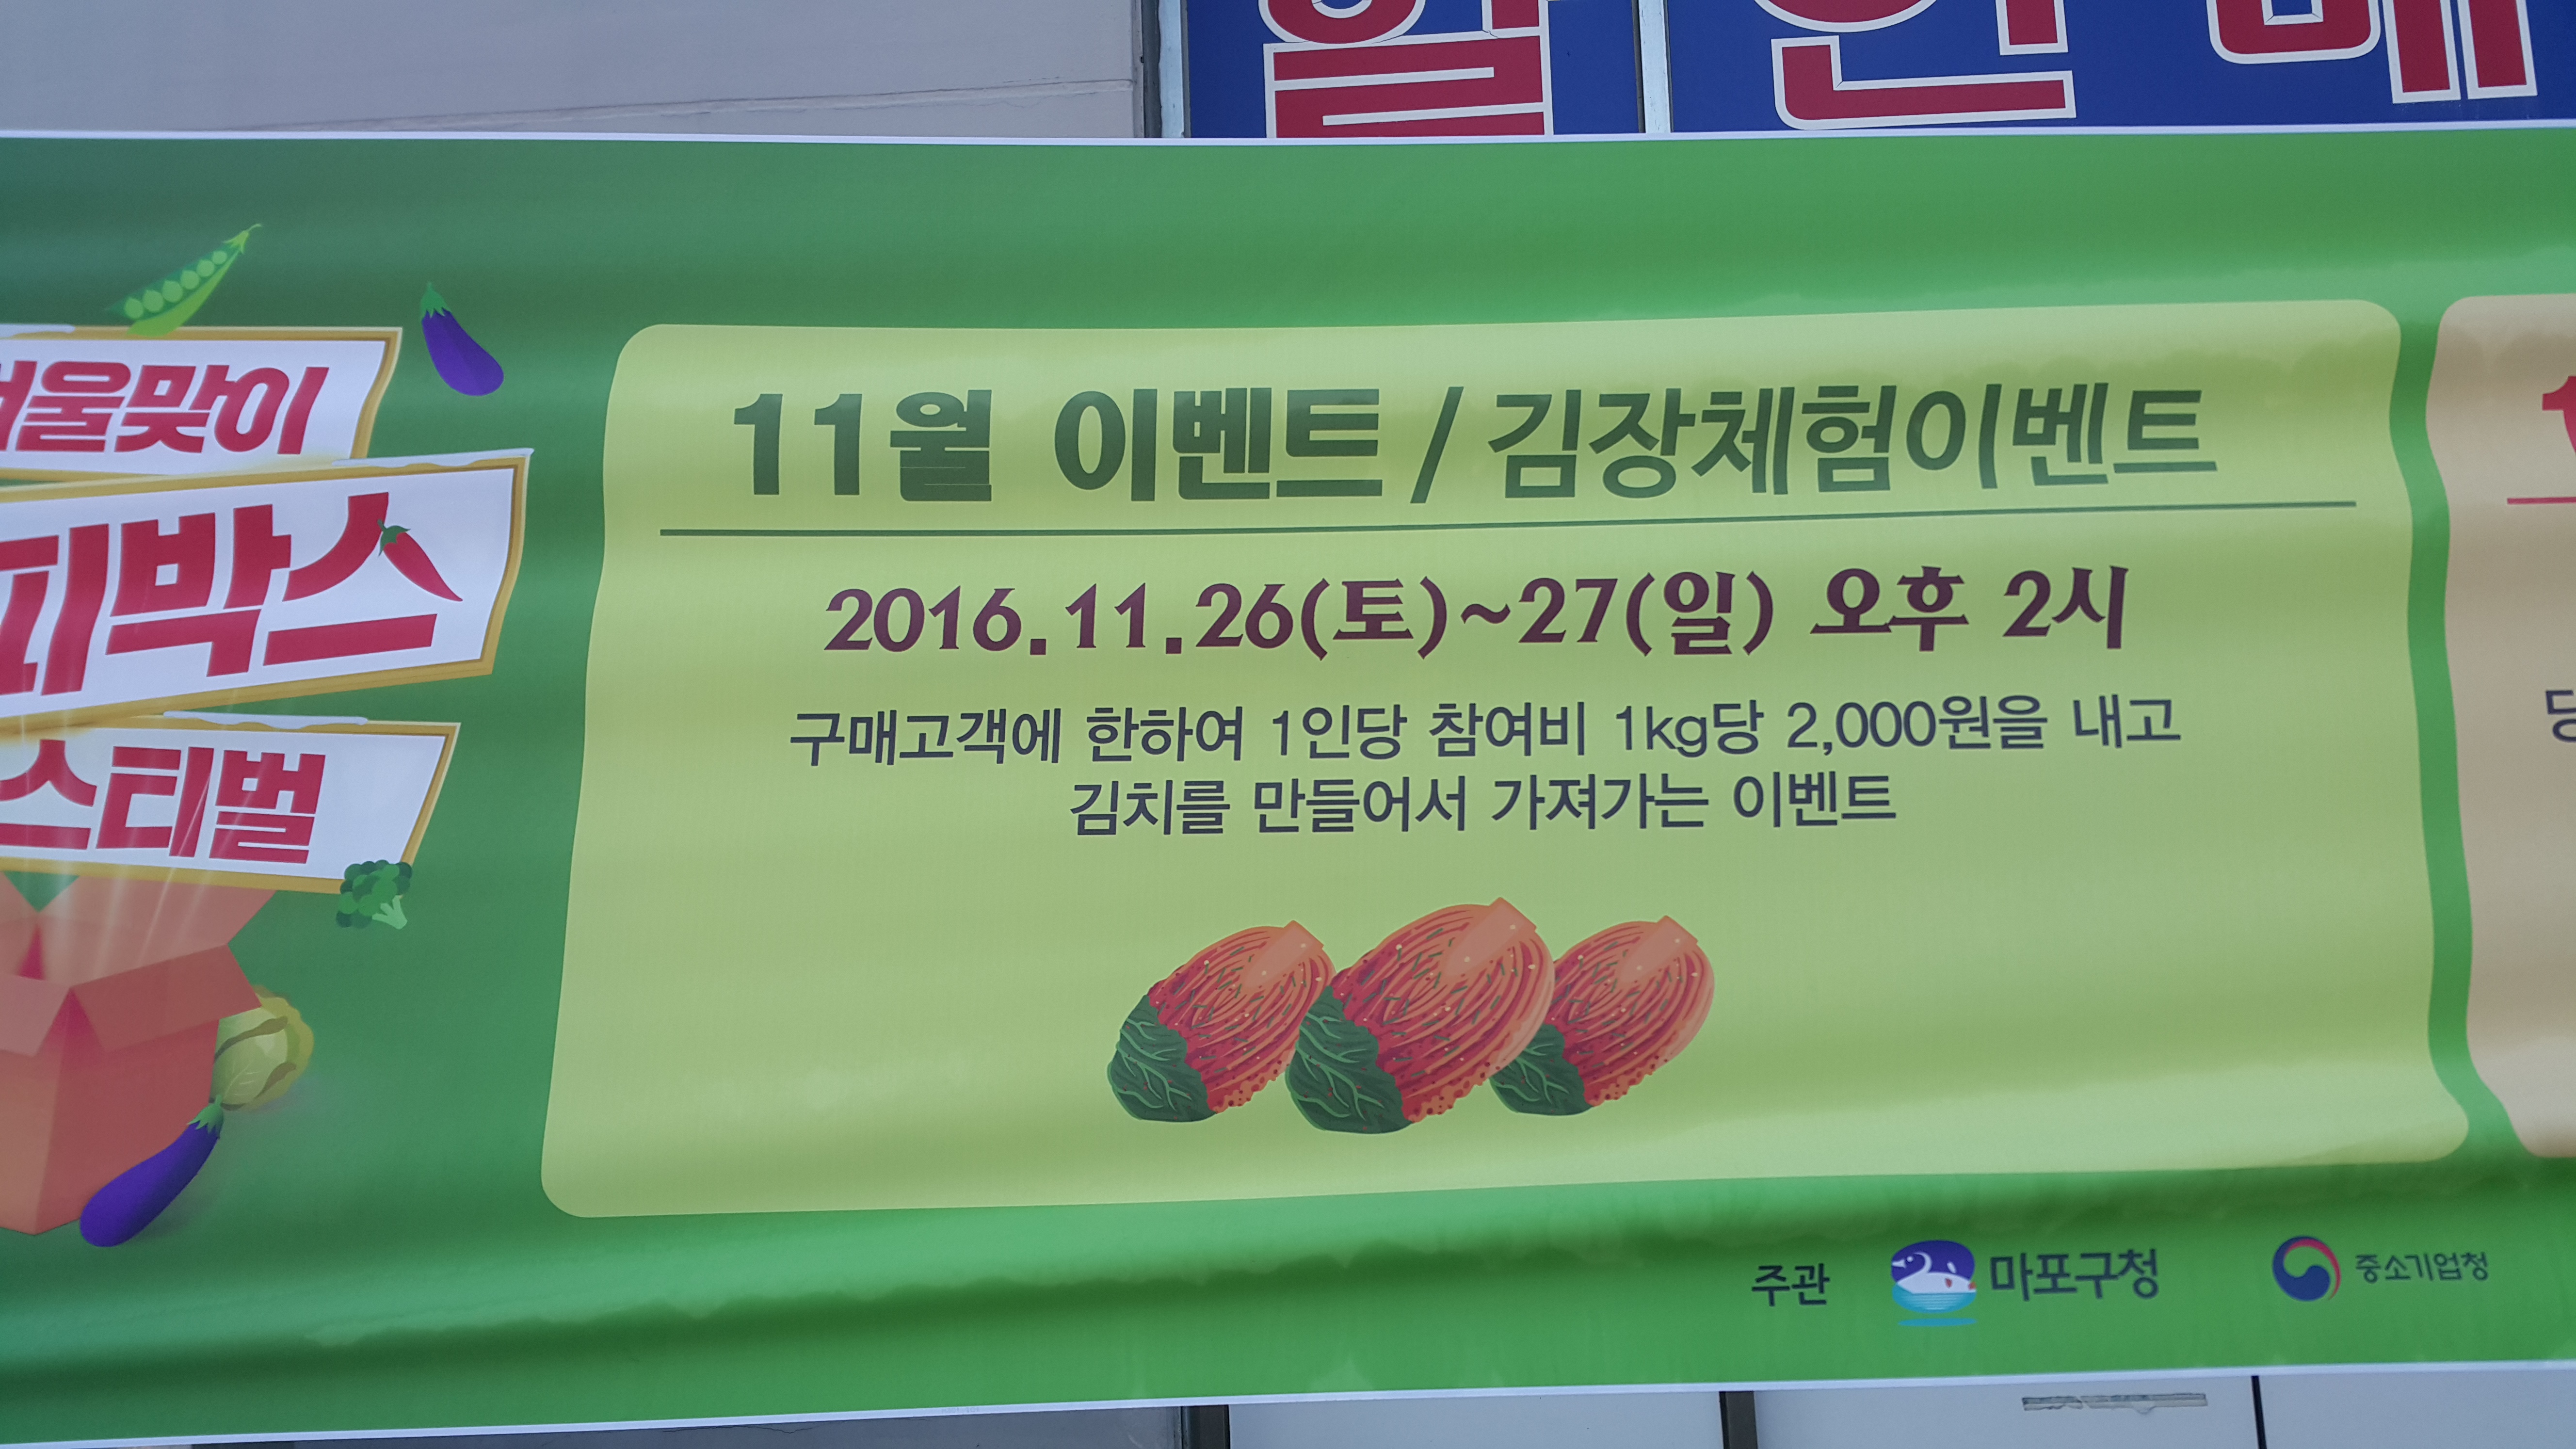 11월 이벤트 / 김장체험이벤트
2016.11.26(토)~27(일) 오후 2시
구매고객에 한하여 1인당 참여비 1kg당 2,000원을 내고
김치를 만들어서 가져가는 이벤트
겨울맞이
피박스
스티벌
주관 마포구청 중소기업청